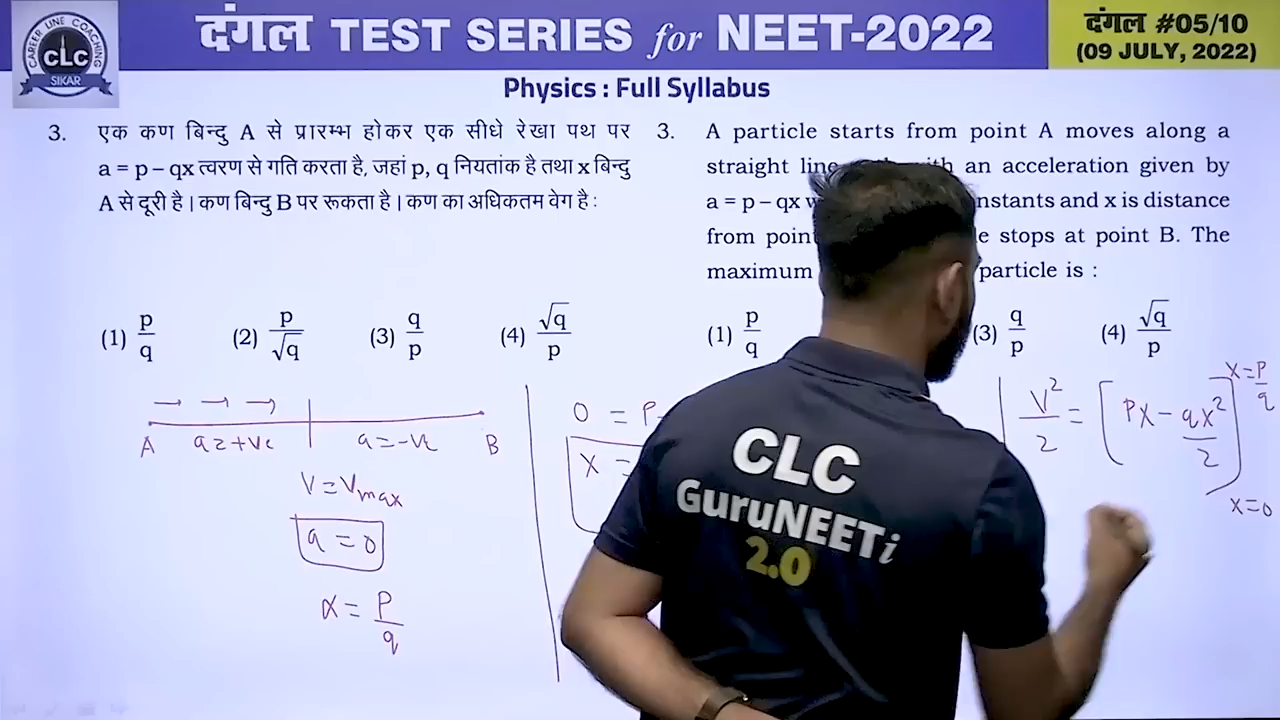 CAREER LINE COACHING
CLC
SIKAR
दंगल TEST SERIES for NEET-2022
दंगल #05/10
(09 JULY, 2022)
Physics : Full Syllabus
3. एक कण बिन्दु A से प्रारम्भ होकर एक सीधे रेखा पथ पर
a = p – qx त्वरण से गति करता है, जहां p, q नियतांक है तथा x बिन्दु
A से दूरी है। कण बिन्दु B पर रूकता है। कण का अधिकतम वेग है :
(1) p/q (2) p/√q (3) q/p (4) √q/p
3. A particle starts from point A moves along a
straight line with an acceleration given by
a = p – qx constants and x is distance
from point stops at point B. The
maximum particle is :
(1) p/q (3) q/p (4) √q/p
A a=+ve a=-ve B
V=Vmax
a = 0
x = P/q
0 = P-
x =
V²/2 = [Px - qx²/2]
x=P/q
x=0
CLC
GuruNEETi
2.0